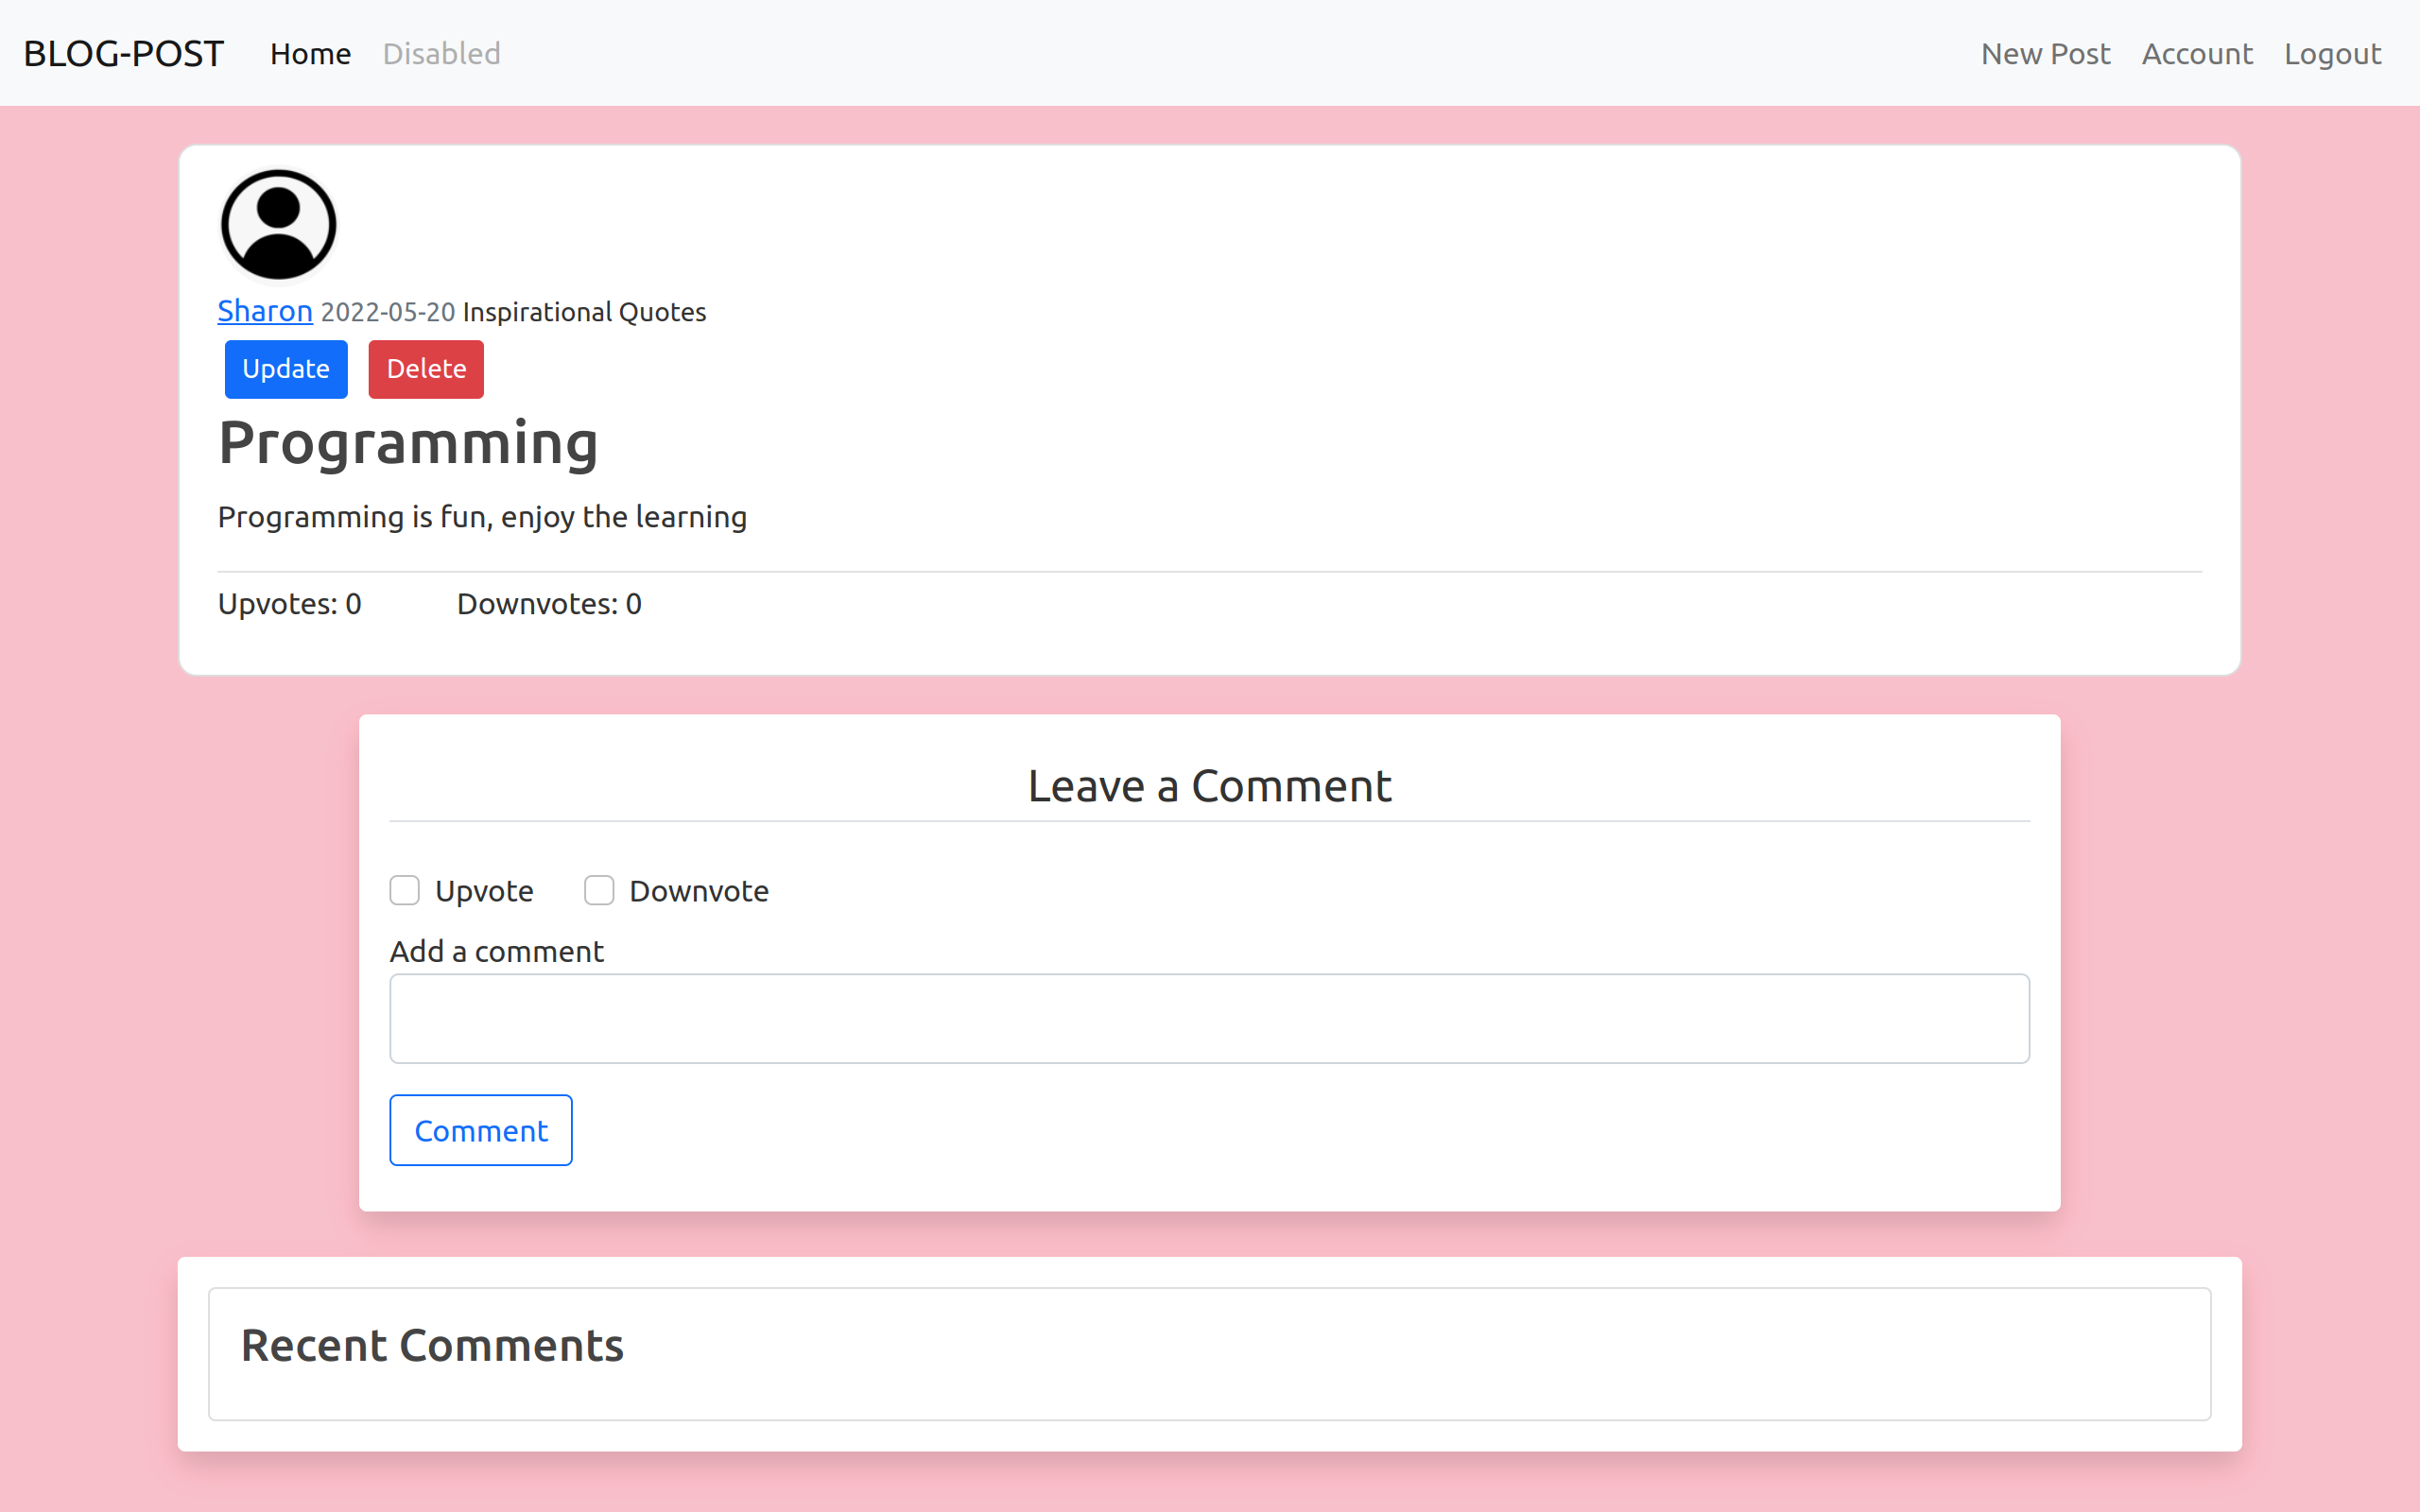 BLOG-POST Home Disabled New Post Account Logout
Sharon 2022-05-20 Inspirational Quotes
Update Delete
Programming
Programming is fun, enjoy the learning
Upvotes: 0 Downvotes: 0
Leave a Comment
Upvote Downvote
Add a comment
Comment
Recent Comments